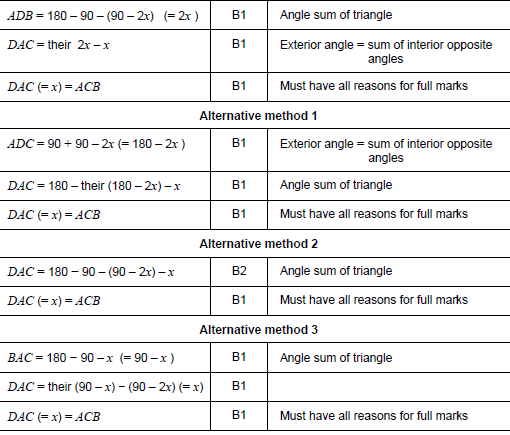 ADB = 180 – 90 – (90 – 2x) (= 2x ) B1 Angle sum of triangle
DAC = their 2x – x B1 Exterior angle = sum of interior opposite
angles
DAC (= x) = ACB B1 Must have all reasons for full marks
Alternative method 1
ADC = 90 + 90 – 2x (= 180 – 2x ) B1 Exterior angle = sum of interior opposite
angles
DAC = 180 – their (180 – 2x) – x B1 Angle sum of triangle
DAC (= x) = ACB B1 Must have all reasons for full marks
Alternative method 2
DAC = 180 − 90 – (90 – 2x) – x B2 Angle sum of triangle
DAC (= x) = ACB B1 Must have all reasons for full marks
Alternative method 3
BAC = 180 − 90 – x (= 90 – x ) B1 Angle sum of triangle
DAC = their (90 – x) − (90 – 2x) (= x) B1
DAC (= x) = ACB B1 Must have all reasons for full marks